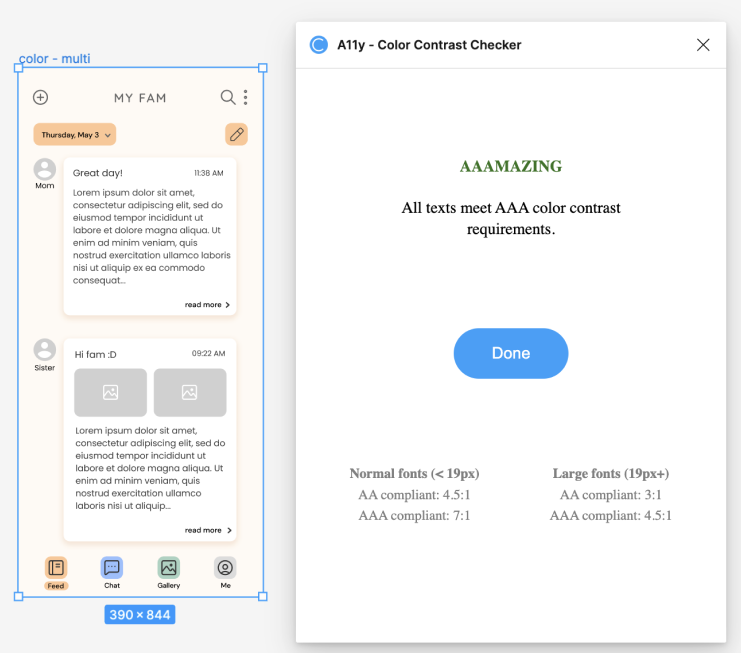 color - multi
MY FAM
Thursday, May 3
Mom
Great day!
11:38 AM
Lorem ipsum dolor sit amet,
consectetur adipiscing elit, sed do
eiusmod tempor incididunt ut
labore et dolore magna aliqua. Ut
enim ad minim veniam, quis
nostrud exercitation ullamco laboris
nisi ut aliquip ex ea commodo
consequat...
read more
Sister
Hi fam :D
09:22 AM
Lorem ipsum dolor sit amet,
consectetur adipiscing elit, sed do
eiusmod tempor incididunt ut
labore et dolore magna aliqua. Ut
enim ad minim veniam, quis
nostrud exercitation ullamco
laboris nisi ut aliquip...
read more
Feed
Chat
Gallery
Me
390 × 844
A11y - Color Contrast Checker
AAAMAZING
All texts meet AAA color contrast
requirements.
Done
Normal fonts (< 19px)
AA compliant: 4.5:1
AAA compliant: 7:1
Large fonts (19px+)
AA compliant: 3:1
AAA compliant: 4.5:1